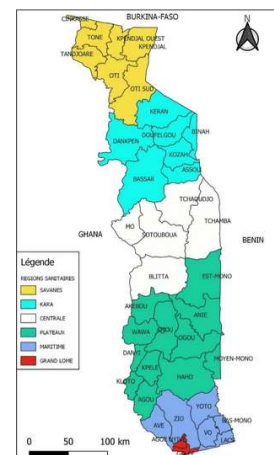 BURKINA-FASO
N
CINKASSE
TONE
KPENDJAL OUEST
KPENDJAL
TANDJOARE
OTI
OTI SUD
KERAN
DOUFELGOU
BINAH
DANKPEN
KOZAH
ASSOLI
BASSAR
TCHAOUDJO
TCHAMBA
MO
SOTOUBOUA
GHANA
BENIN
BLITTA
EST-MONO
AKEBOU
ANIE
WAWA
OGOU
DANYI
MOYEN-MONO
KPELE
KLOTO
HAHO
AGOU
YOTO
ZIO
AVE
BAS-MONO
VO
LACS
Légende
REGIONS SANITAIRES
SAVANES
KARA
CENTRALE
PLATEAUX
MARITIME
GRAND LOME
0 50 100 km